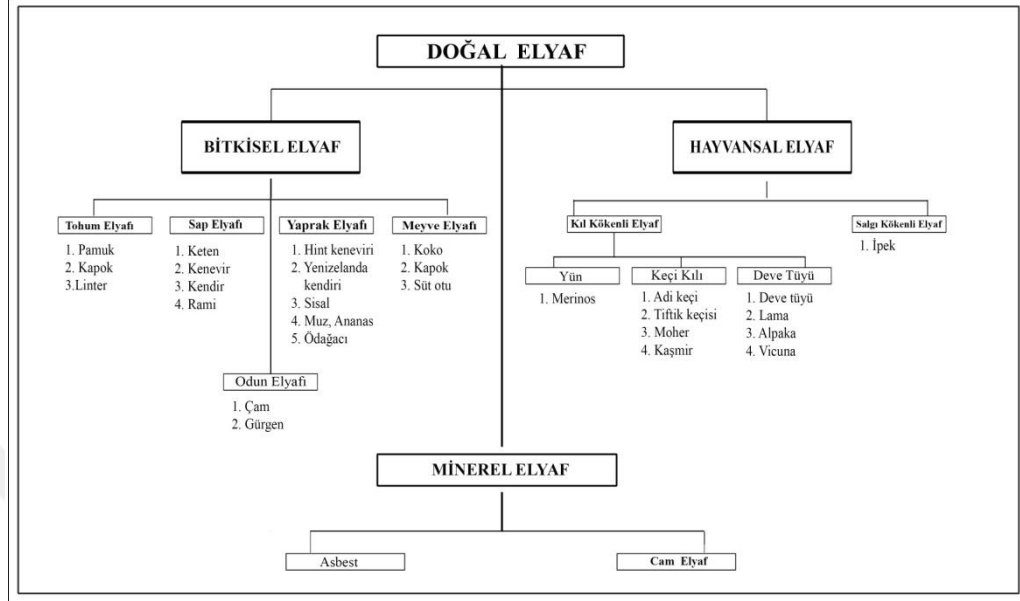 DOĞAL ELYAF
BİTKİSEL ELYAF
HAYVANSAL ELYAF
Tohum Elyafı
1. Pamuk
2. Kapok
3.Linter
Sap Elyafı
1. Keten
2. Kenevir
3. Kendir
4. Rami
Yaprak Elyafı
1. Hint keneviri
2. Yenizelanda
kendiri
3. Sisal
4. Muz, Ananas
5. Ödağacı
Meyve Elyafı
1. Koko
2. Kapok
3. Süt otu
Odun Elyafı
1. Çam
2. Gürgen
Kıl Kökenli Elyaf
Yün
1. Merinos
Keçi Kılı
1. Adi keçi
2. Tiftik keçisi
3. Moher
4. Kaşmir
Deve Tüyü
1. Deve tüyü
2. Lama
3. Alpaka
4. Vicuna
Salgı Kökenli Elyaf
1. İpek
MİNEREL ELYAF
Asbest
Cam Elyaf